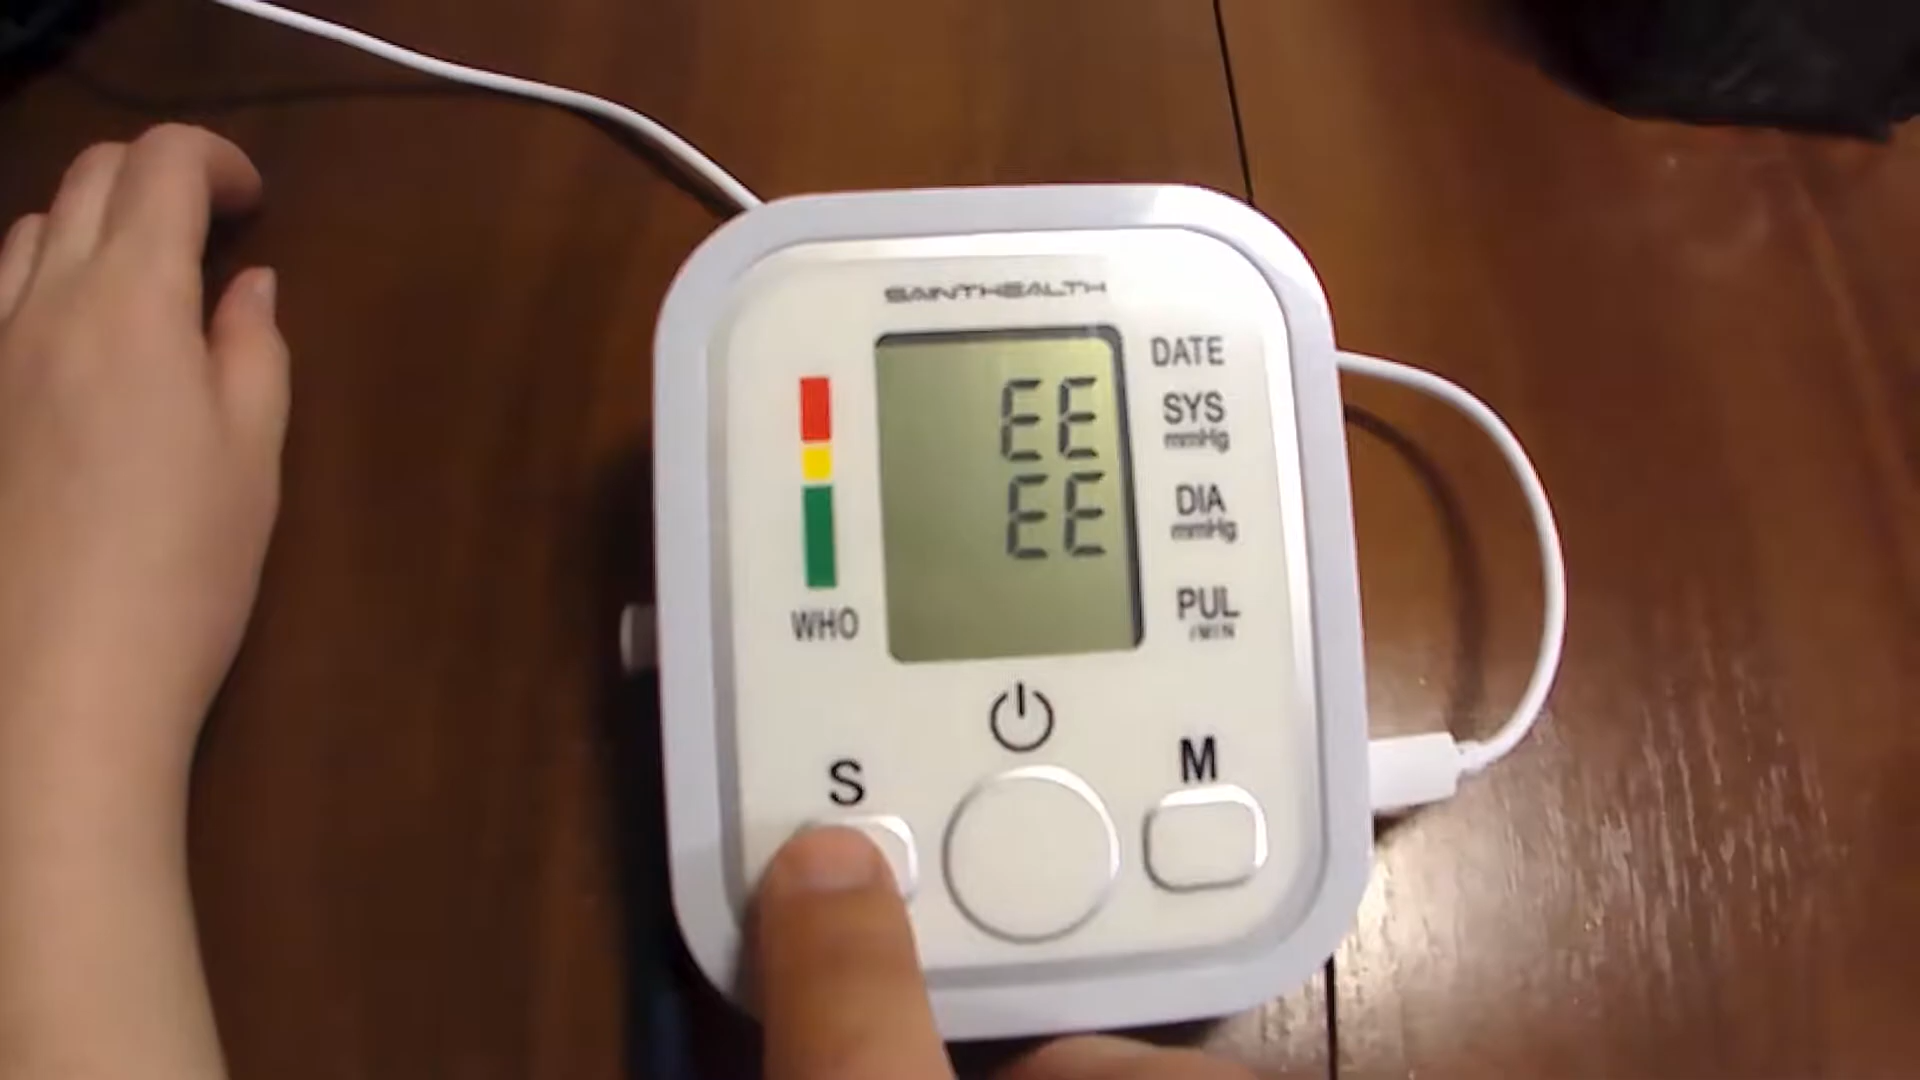 SAINTHEALTH
DATE
EE
SYS
mmHg
EE
DIA
mmHg
PUL
/MIN
WHO
S
M